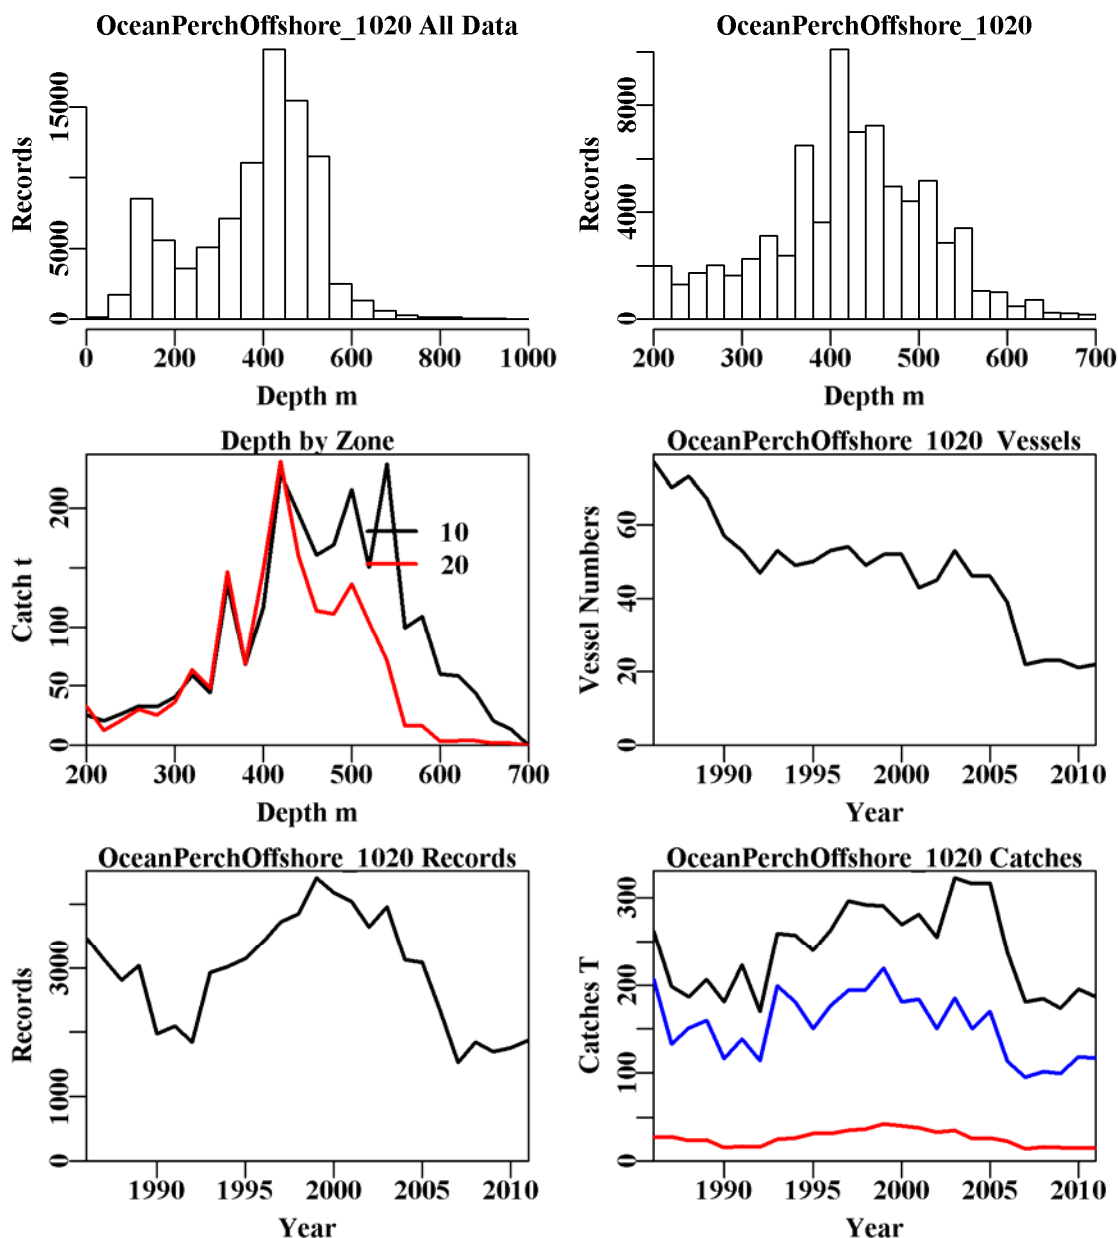 OceanPerchOffshore_1020 All Data
Records
0 5000 15000
0 200 400 600 800 1000
Depth m
OceanPerchOffshore_1020
Records
0 4000 8000
200 300 400 500 600 700
Depth m
Depth by Zone
Catch t
0 50 100 200
10
20
200 300 400 500 600 700
Depth m
OceanPerchOffshore_1020_Vessels
Vessel Numbers
0 20 40 60
1990 1995 2000 2005 2010
Year
OceanPerchOffshore_1020 Records
Records
0 1000 3000
1990 1995 2000 2005 2010
Year
OceanPerchOffshore_1020 Catches
Catches T
0 100 200 300
1990 1995 2000 2005 2010
Year